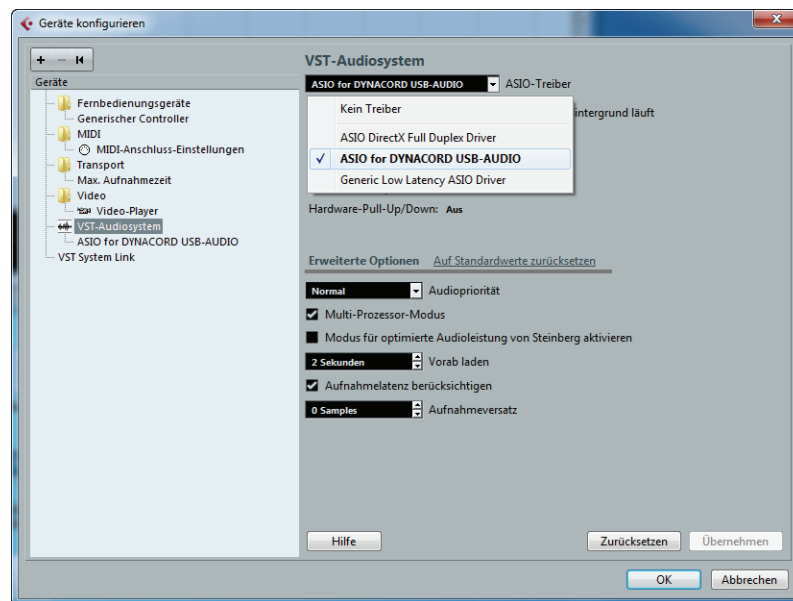 Geräte konfigurieren
Geräte
Fernbedienungsgeräte
Generischer Controller
MIDI
MIDI-Anschluss-Einstellungen
Transport
Max. Aufnahmezeit
Video
Video-Player
VST-Audiosystem
ASIO for DYNACORD USB-AUDIO
VST System Link
VST-Audiosystem
ASIO for DYNACORD USB-AUDIO ASIO-Treiber
intergrund läuft
Kein Treiber
ASIO DirectX Full Duplex Driver
✓ ASIO for DYNACORD USB-AUDIO
Generic Low Latency ASIO Driver
Hardware-Pull-Up/Down: Aus
Erweiterte Optionen Auf Standardwerte zurücksetzen
Normal Audiopriorität
Multi-Prozessor-Modus
Modus für optimierte Audioleistung von Steinberg aktivieren
2 Sekunden Vorab laden
Aufnahmelatenz berücksichtigen
0 Samples Aufnahmeversatz
Hilfe Zurücksetzen Übernehmen
OK Abbrechen